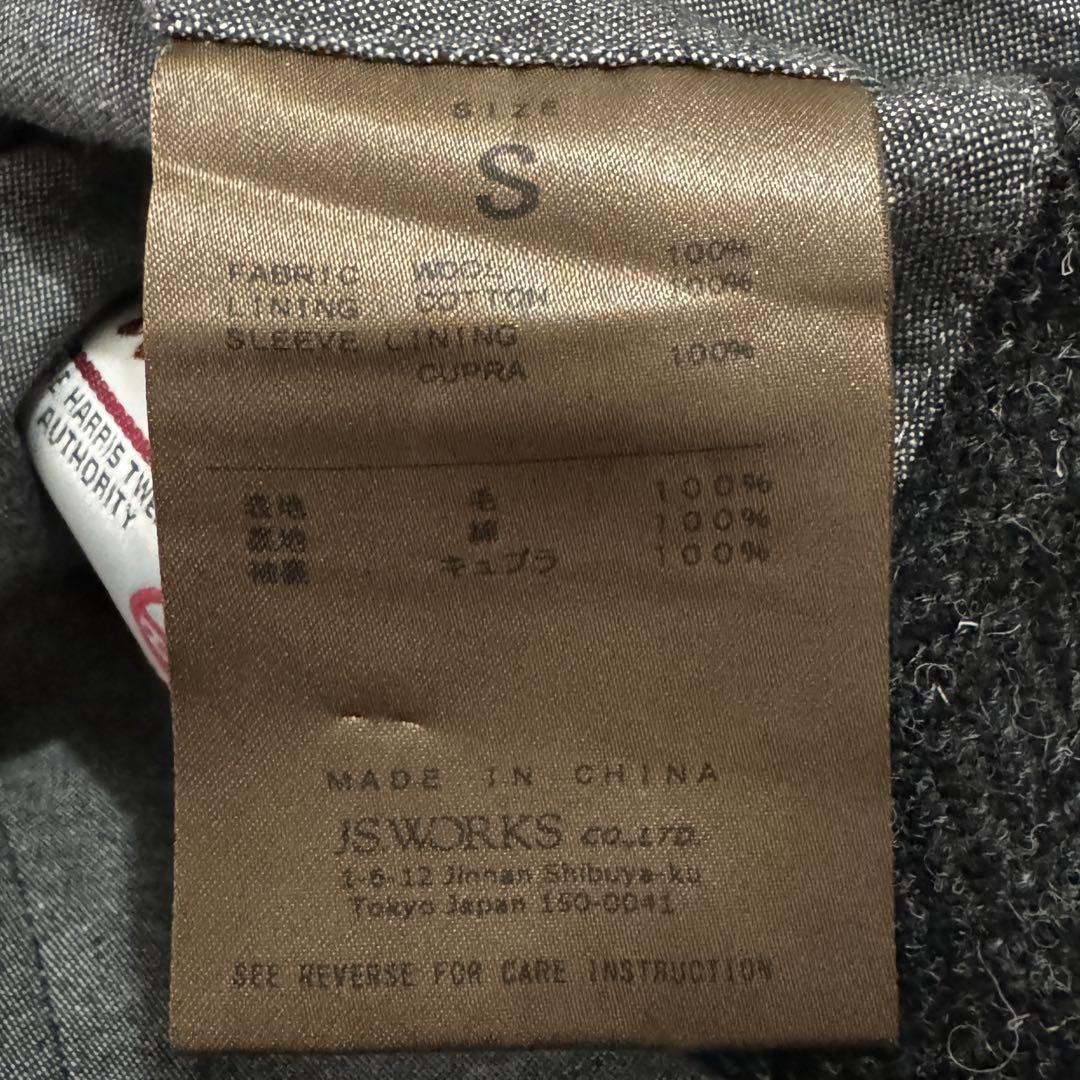 SIZE
S
FABRIC WOOL 100%
LINING COTTON 100%
SLEEVE LINING
CUPRA 100%
表地 毛 100%
裏地 綿 100%
袖裏 キュプラ 100%
MADE IN CHINA
JS.WORKS CO.,LTD.
1-6-12 Jinnan Shibuya-ku
Tokyo Japan 150-0041
SEE REVERSE FOR CARE INSTRUCTION
HARRIS
AUTHORITY